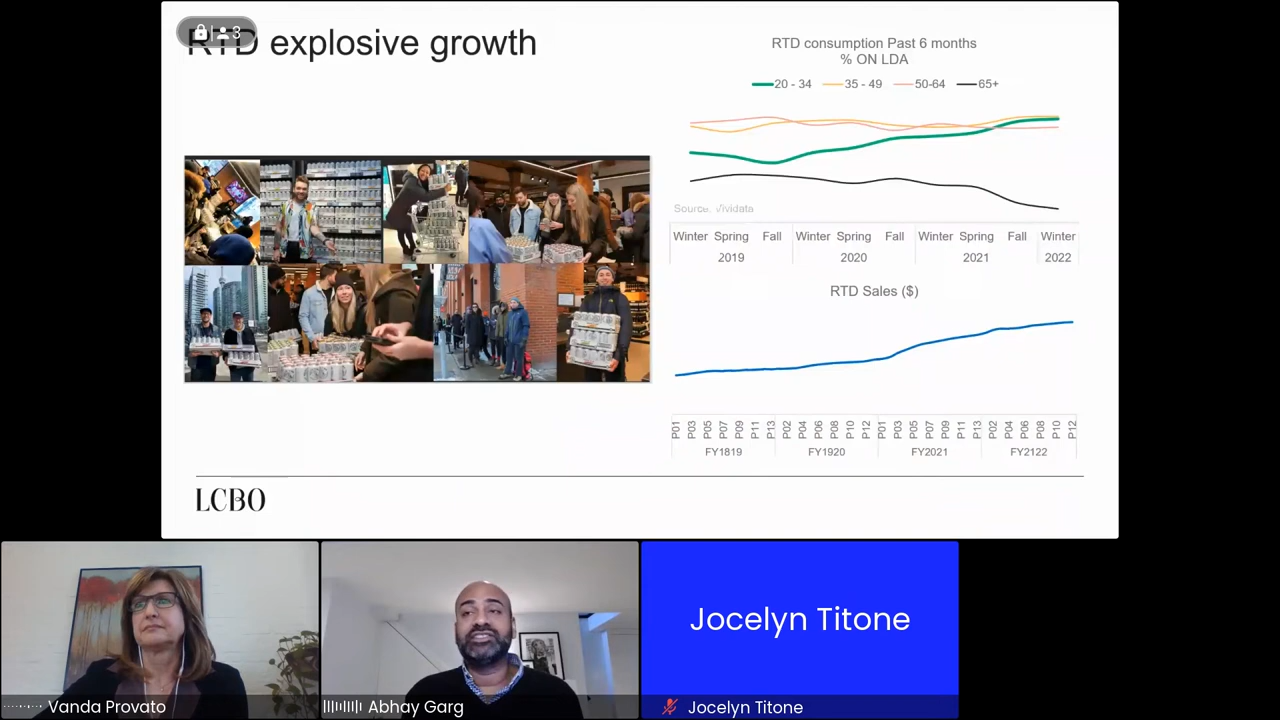 3
RTD explosive growth
RTD consumption Past 6 months
% ON LDA
20 - 34 35 - 49 50-64 65+
Source: Vividata
Winter Spring Fall Winter Spring Fall Winter Spring Fall Winter
2019 2020 2021 2022
RTD Sales ($)
P01 P03 P05 P07 P09 P11 P13 P02 P04 P06 P08 P10 P12 P01 P03 P05 P07 P09 P11 P13 P02 P04 P06 P08 P10 P12
FY1819 FY1920 FY2021 FY2122
LCBO
Jocelyn Titone
Vanda Provato
Abhay Garg
Jocelyn Titone